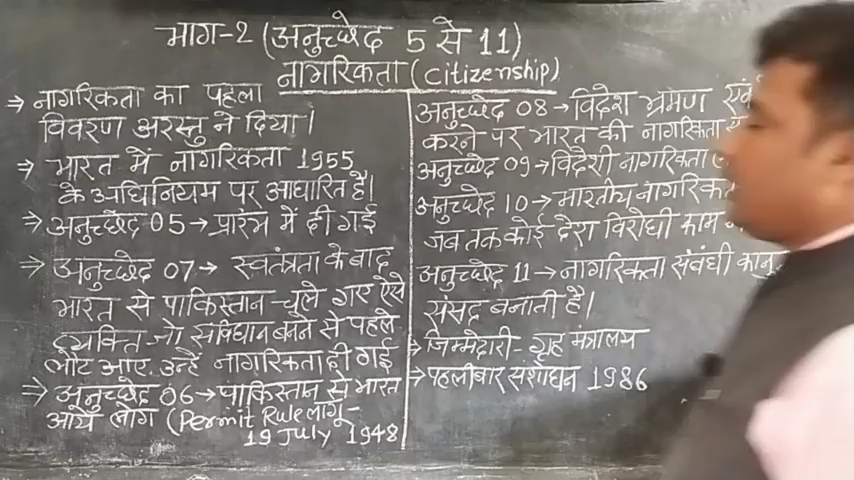 भाग-2 (अनुच्छेद 5 से 11)
नागरिकता (citizenship)
⇒ नागरिकता का पहला
विवरण अरस्तु ने दिया।
⇒ भारत में नागरिकता 1955
के अधिनियम पर आधारित है।
⇒ अनुच्छेद 05 → प्रारंभ में दी गई
⇒ अनुच्छेद 07 → स्वतंत्रता के बाद
भारत से पाकिस्तान चले गए ऐसे
व्यक्ति जो संविधान बनने से पहले
लौट आए उन्हें नागरिकता दी गई
⇒ अनुच्छेद 06 → पाकिस्तान से भारत
आये लोग (Permit Rule लागू-
19 July 1948
अनुच्छेद 08 → विदेश भ्रमण
करने पर भारत की नागरिकता
अनुच्छेद 09 → विदेशी नागरिकता
अनुच्छेद 10 → भारतीय नागरिकता
जब तक कोई देश विरोधी काम
अनुच्छेद 11 → नागरिकता संबंधी कानून
संसद बनाती है।
⇒ जिम्मेदारी - गृह मंत्रालय
⇒ पहलीबार संशोधन 1986